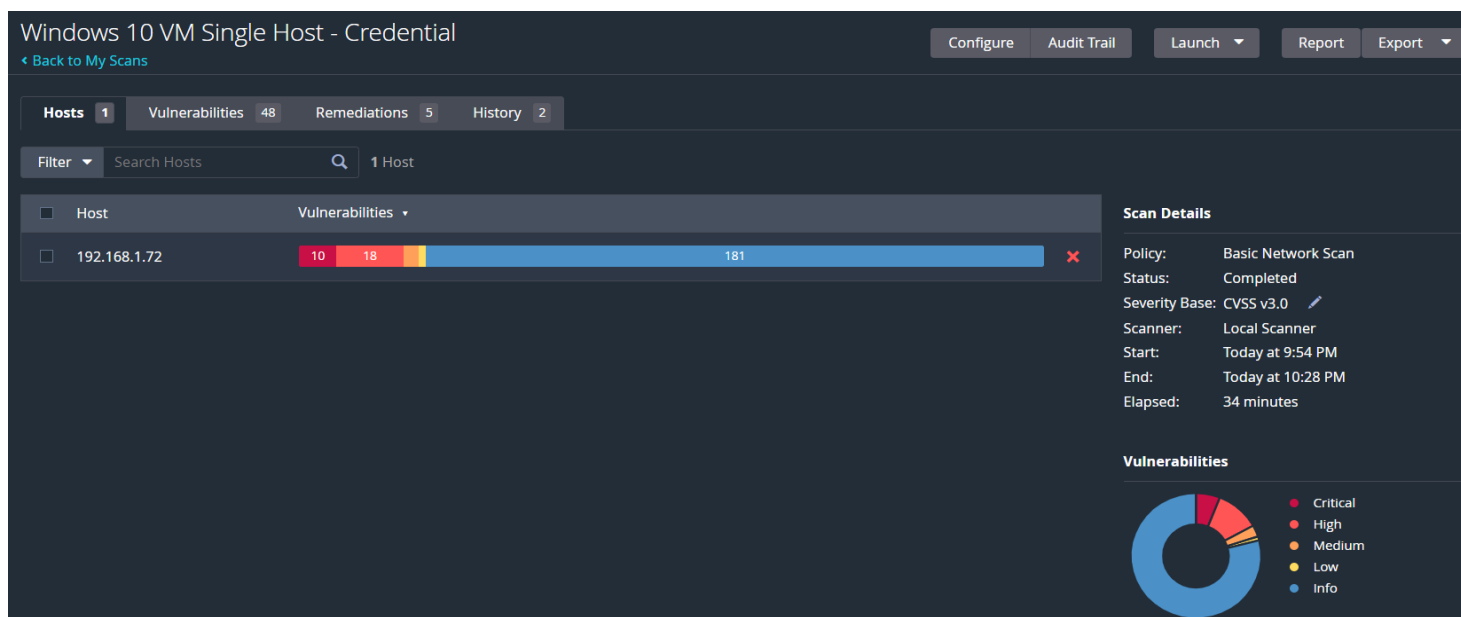 Windows 10 VM Single Host - Credential
Configure Audit Trail Launch Report Export
Back to My Scans
Hosts 1 Vulnerabilities 48 Remediations 5 History 2
Filter Search Hosts 1 Host
Host Vulnerabilities
192.168.1.72 10 18 181
Scan Details
Policy: Basic Network Scan
Status: Completed
Severity Base: CVSS v3.0
Scanner: Local Scanner
Start: Today at 9:54 PM
End: Today at 10:28 PM
Elapsed: 34 minutes
Vulnerabilities
Critical
High
Medium
Low
Info